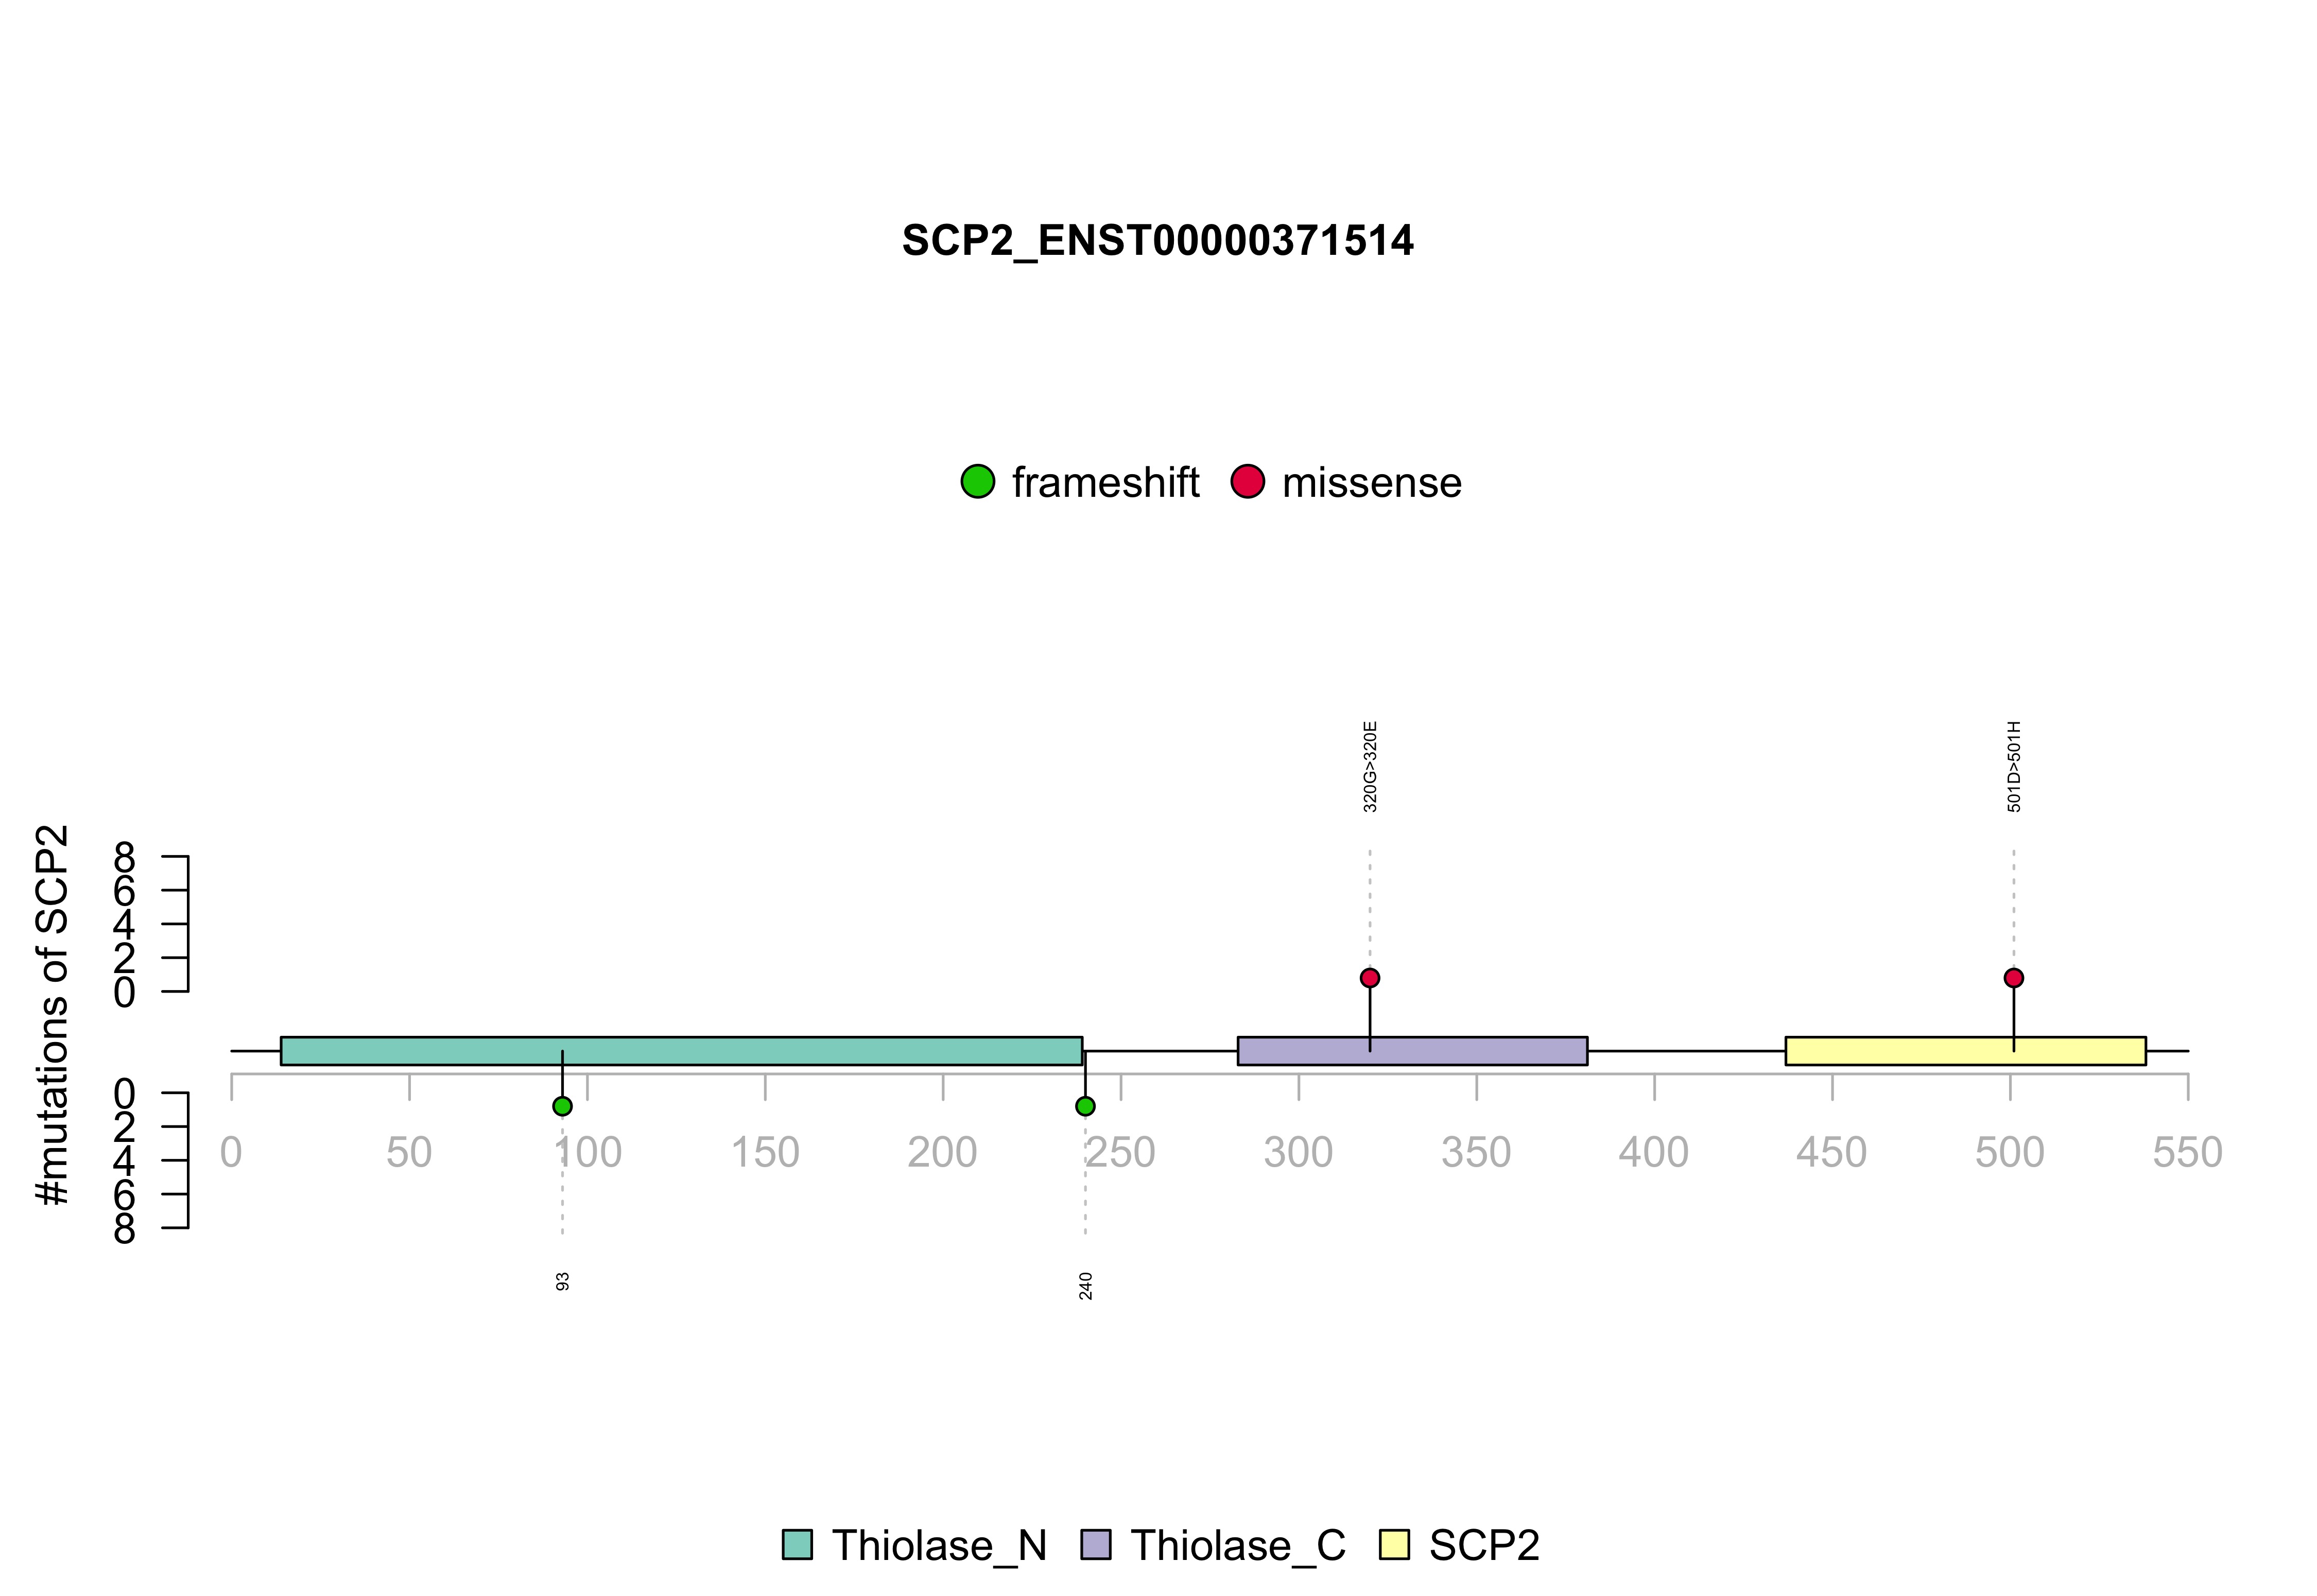 SCP2_ENST00000371514
frameshift missense
320G>320E
501D>501H
#mutations of SCP2
8
6
4
2
0
0
2
4
6
8
0 50 100 150 200 250 300 350 400 450 500 550
93
240
Thiolase_N Thiolase_C SCP2